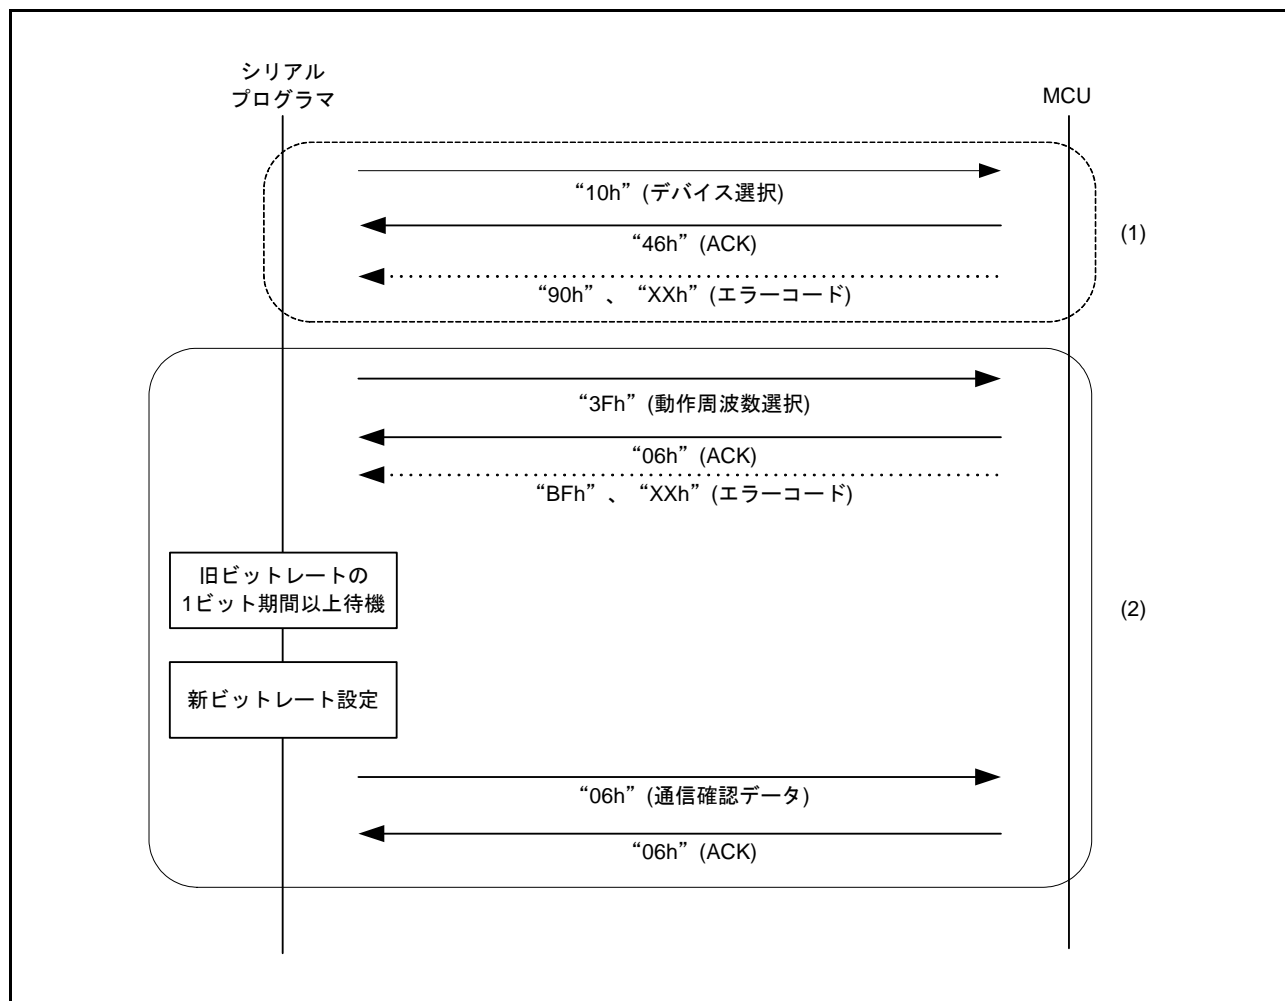 シリアル
プログラマ
MCU
“10h” (デバイス選択)
“46h” (ACK)
(1)
“90h” 、 “XXh” (エラーコード)
“3Fh” (動作周波数選択)
“06h” (ACK)
“BFh” 、 “XXh” (エラーコード)
旧ビットレートの
1ビット期間以上待機
(2)
新ビットレート設定
“06h” (通信確認データ)
“06h” (ACK)